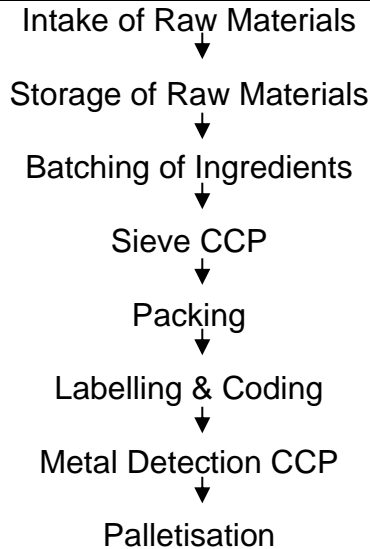 Intake of Raw Materials
Storage of Raw Materials
Batching of Ingredients
Sieve CCP
Packing
Labelling & Coding
Metal Detection CCP
Palletisation